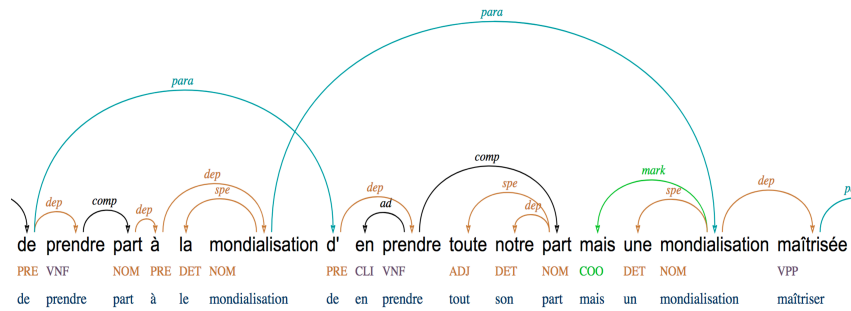 para
para
comp
mark
dep
spe
dep
comp
dep
dep
ad
spe
dep
spe
dep
de prendre part à la mondialisation d' en prendre toute notre part mais une mondialisation maîtrisée
PRE VNF NOM PRE DET NOM PRE CLI VNF ADJ DET NOM COO DET NOM VPP
de prendre part à le mondialisation de en prendre tout son part mais un mondialisation maîtriser